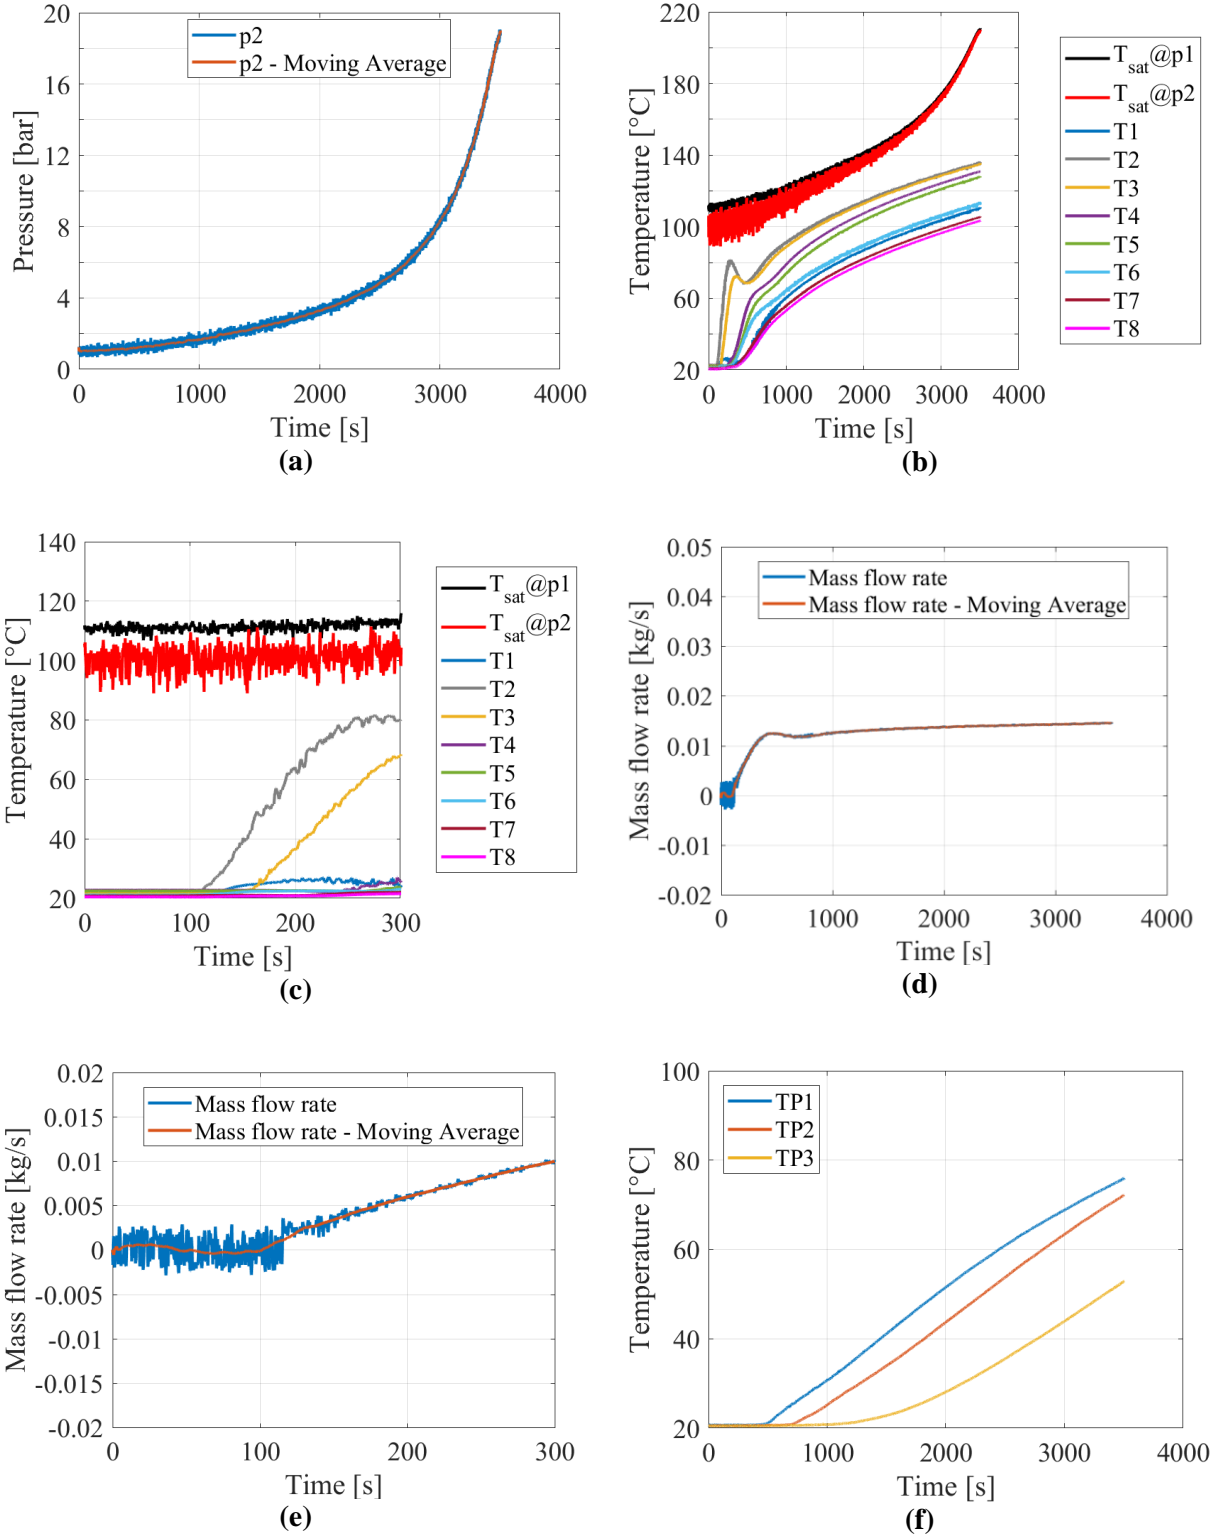 20
16
12
8
4
0
Pressure [bar]
p2
p2 - Moving Average
0
1000
2000
3000
4000
Time [s]
(a)
220
180
140
100
60
20
Temperature [°C]
0
1000
2000
3000
4000
Time [s]
T_sat@p1
T_sat@p2
T1
T2
T3
T4
T5
T6
T7
T8
(b)
140
120
100
80
60
40
20
Temperature [°C]
0
100
200
300
Time [s]
T_sat@p1
T_sat@p2
T1
T2
T3
T4
T5
T6
T7
T8
(c)
0.05
0.04
0.03
0.02
0.01
0
-0.01
-0.02
Mass flow rate [kg/s]
Mass flow rate
Mass flow rate - Moving Average
0
1000
2000
3000
4000
Time [s]
(d)
0.02
0.015
0.01
0.005
0
-0.005
-0.01
-0.015
-0.02
Mass flow rate [kg/s]
Mass flow rate
Mass flow rate - Moving Average
0
100
200
300
Time [s]
(e)
100
80
60
40
20
Temperature [°C]
TP1
TP2
TP3
0
1000
2000
3000
4000
Time [s]
(f)